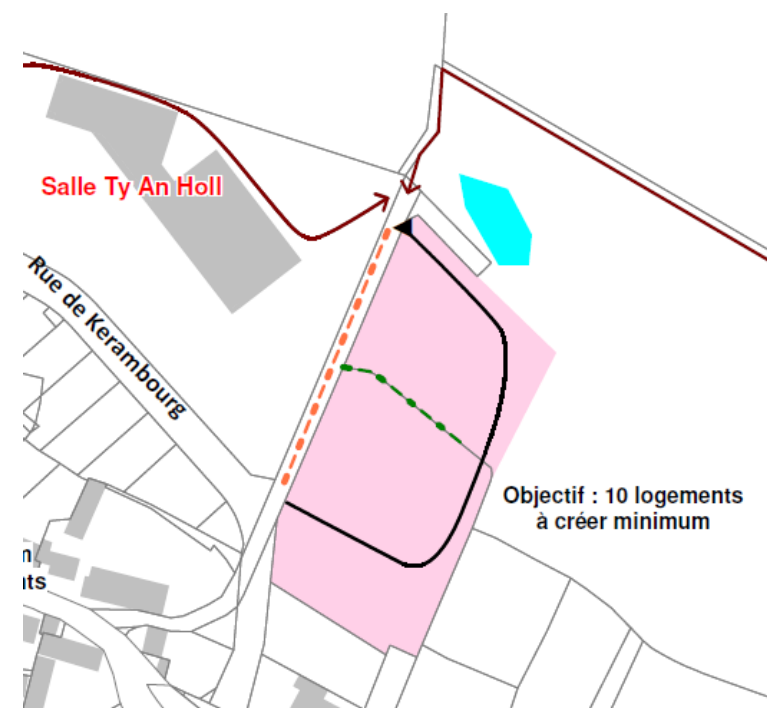 Salle Ty An Holl
Rue de Kerambourg
Objectif : 10 logements
à créer minimum